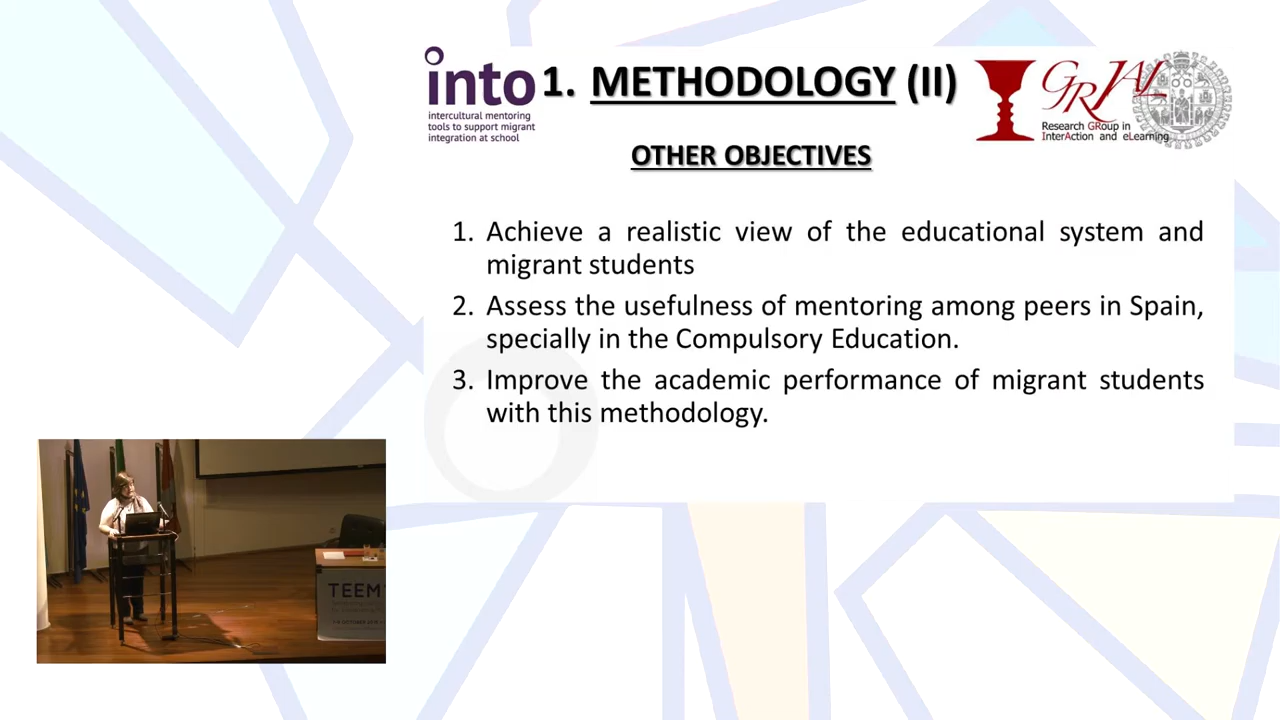 into
intercultural mentoring
tools to support migrant
integration at school
1. METHODOLOGY (II)
GRIAL
Research GRoup in
InterAction and eLearning
OTHER OBJECTIVES
1. Achieve a realistic view of the educational system and
migrant students
2. Assess the usefulness of mentoring among peers in Spain,
specially in the Compulsory Education.
3. Improve the academic performance of migrant students
with this methodology.
TEEM